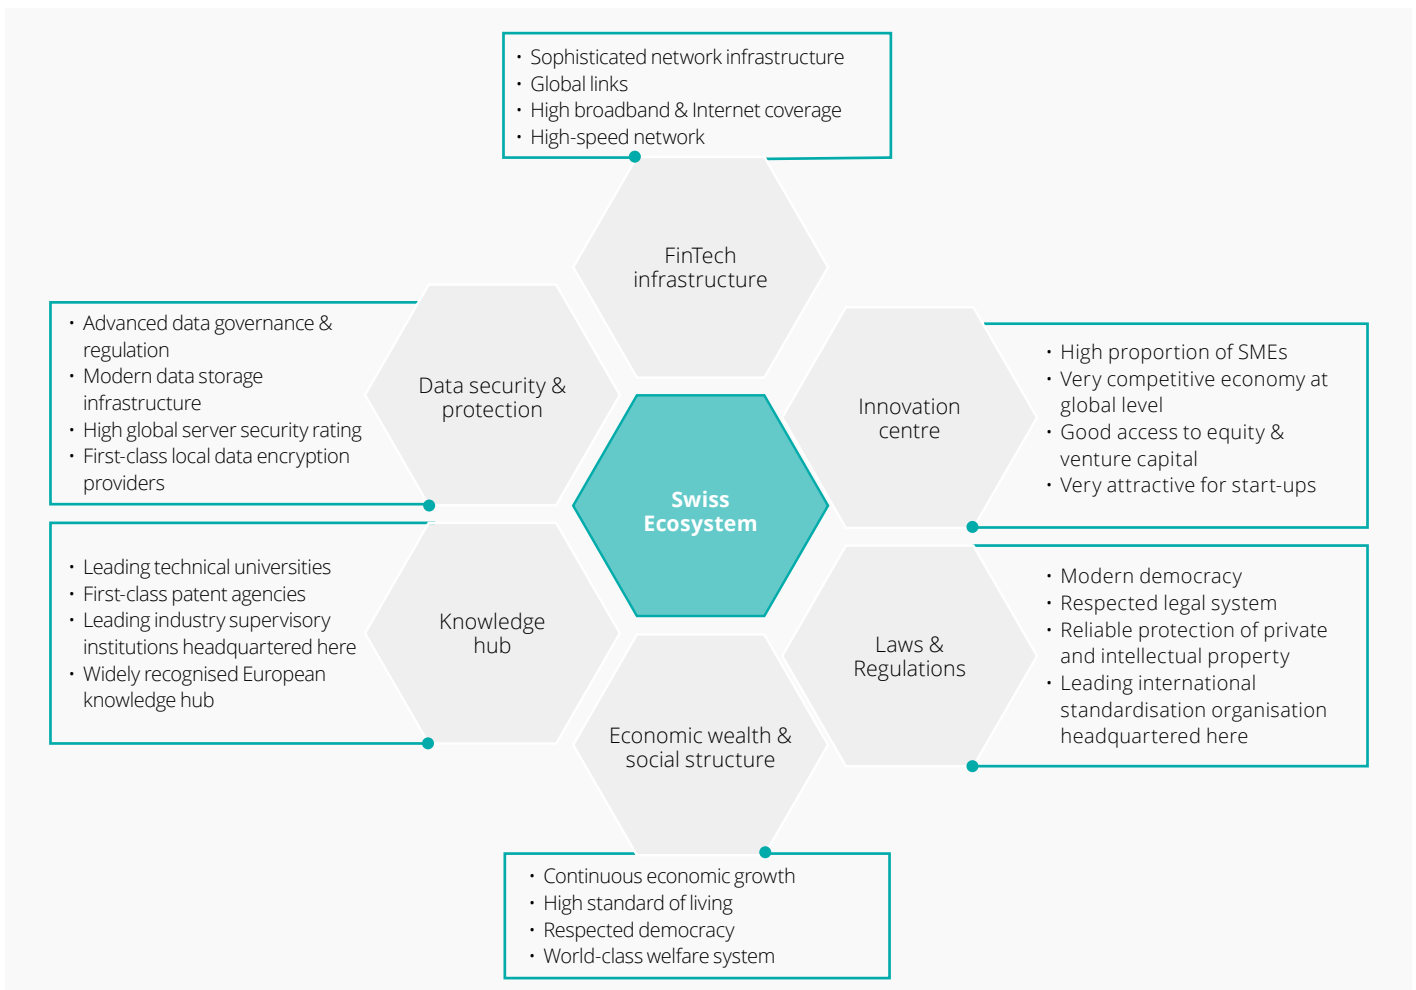 • Sophisticated network infrastructure
• Global links
• High broadband & Internet coverage
• High-speed network
FinTech
infrastructure
• Advanced data governance &
regulation
• Modern data storage
infrastructure
• High global server security rating
• First-class local data encryption
providers
Data security &
protection
Innovation
centre
• High proportion of SMEs
• Very competitive economy at
global level
• Good access to equity &
venture capital
• Very attractive for start-ups
Swiss
Ecosystem
• Leading technical universities
• First-class patent agencies
• Leading industry supervisory
institutions headquartered here
• Widely recognised European
knowledge hub
Knowledge
hub
Laws &
Regulations
• Modern democracy
• Respected legal system
• Reliable protection of private
and intellectual property
• Leading international
standardisation organisation
headquartered here
Economic wealth &
social structure
• Continuous economic growth
• High standard of living
• Respected democracy
• World-class welfare system